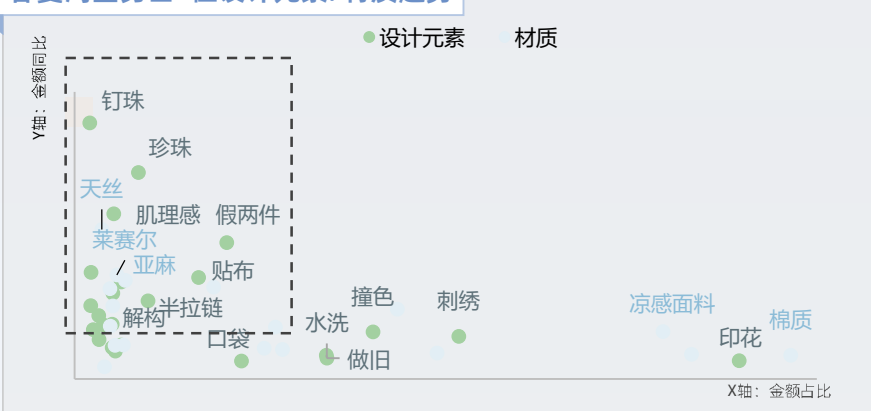 设计元素 材质
Y轴：金额同比
钉珠
珍珠
天丝
肌理感 假两件
莱赛尔
亚麻 贴布
半拉链
解构
撞色 刺绣 凉感面料
水洗 棉质
口袋 印花
做旧
X轴：金额占比